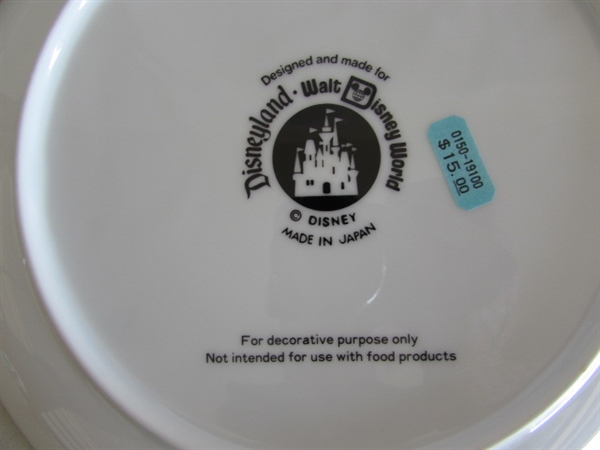 Designed and made for
Disneyland · Walt Disney World
© DISNEY
MADE IN JAPAN
0150-19100
$15.00
For decorative purpose only
Not intended for use with food products